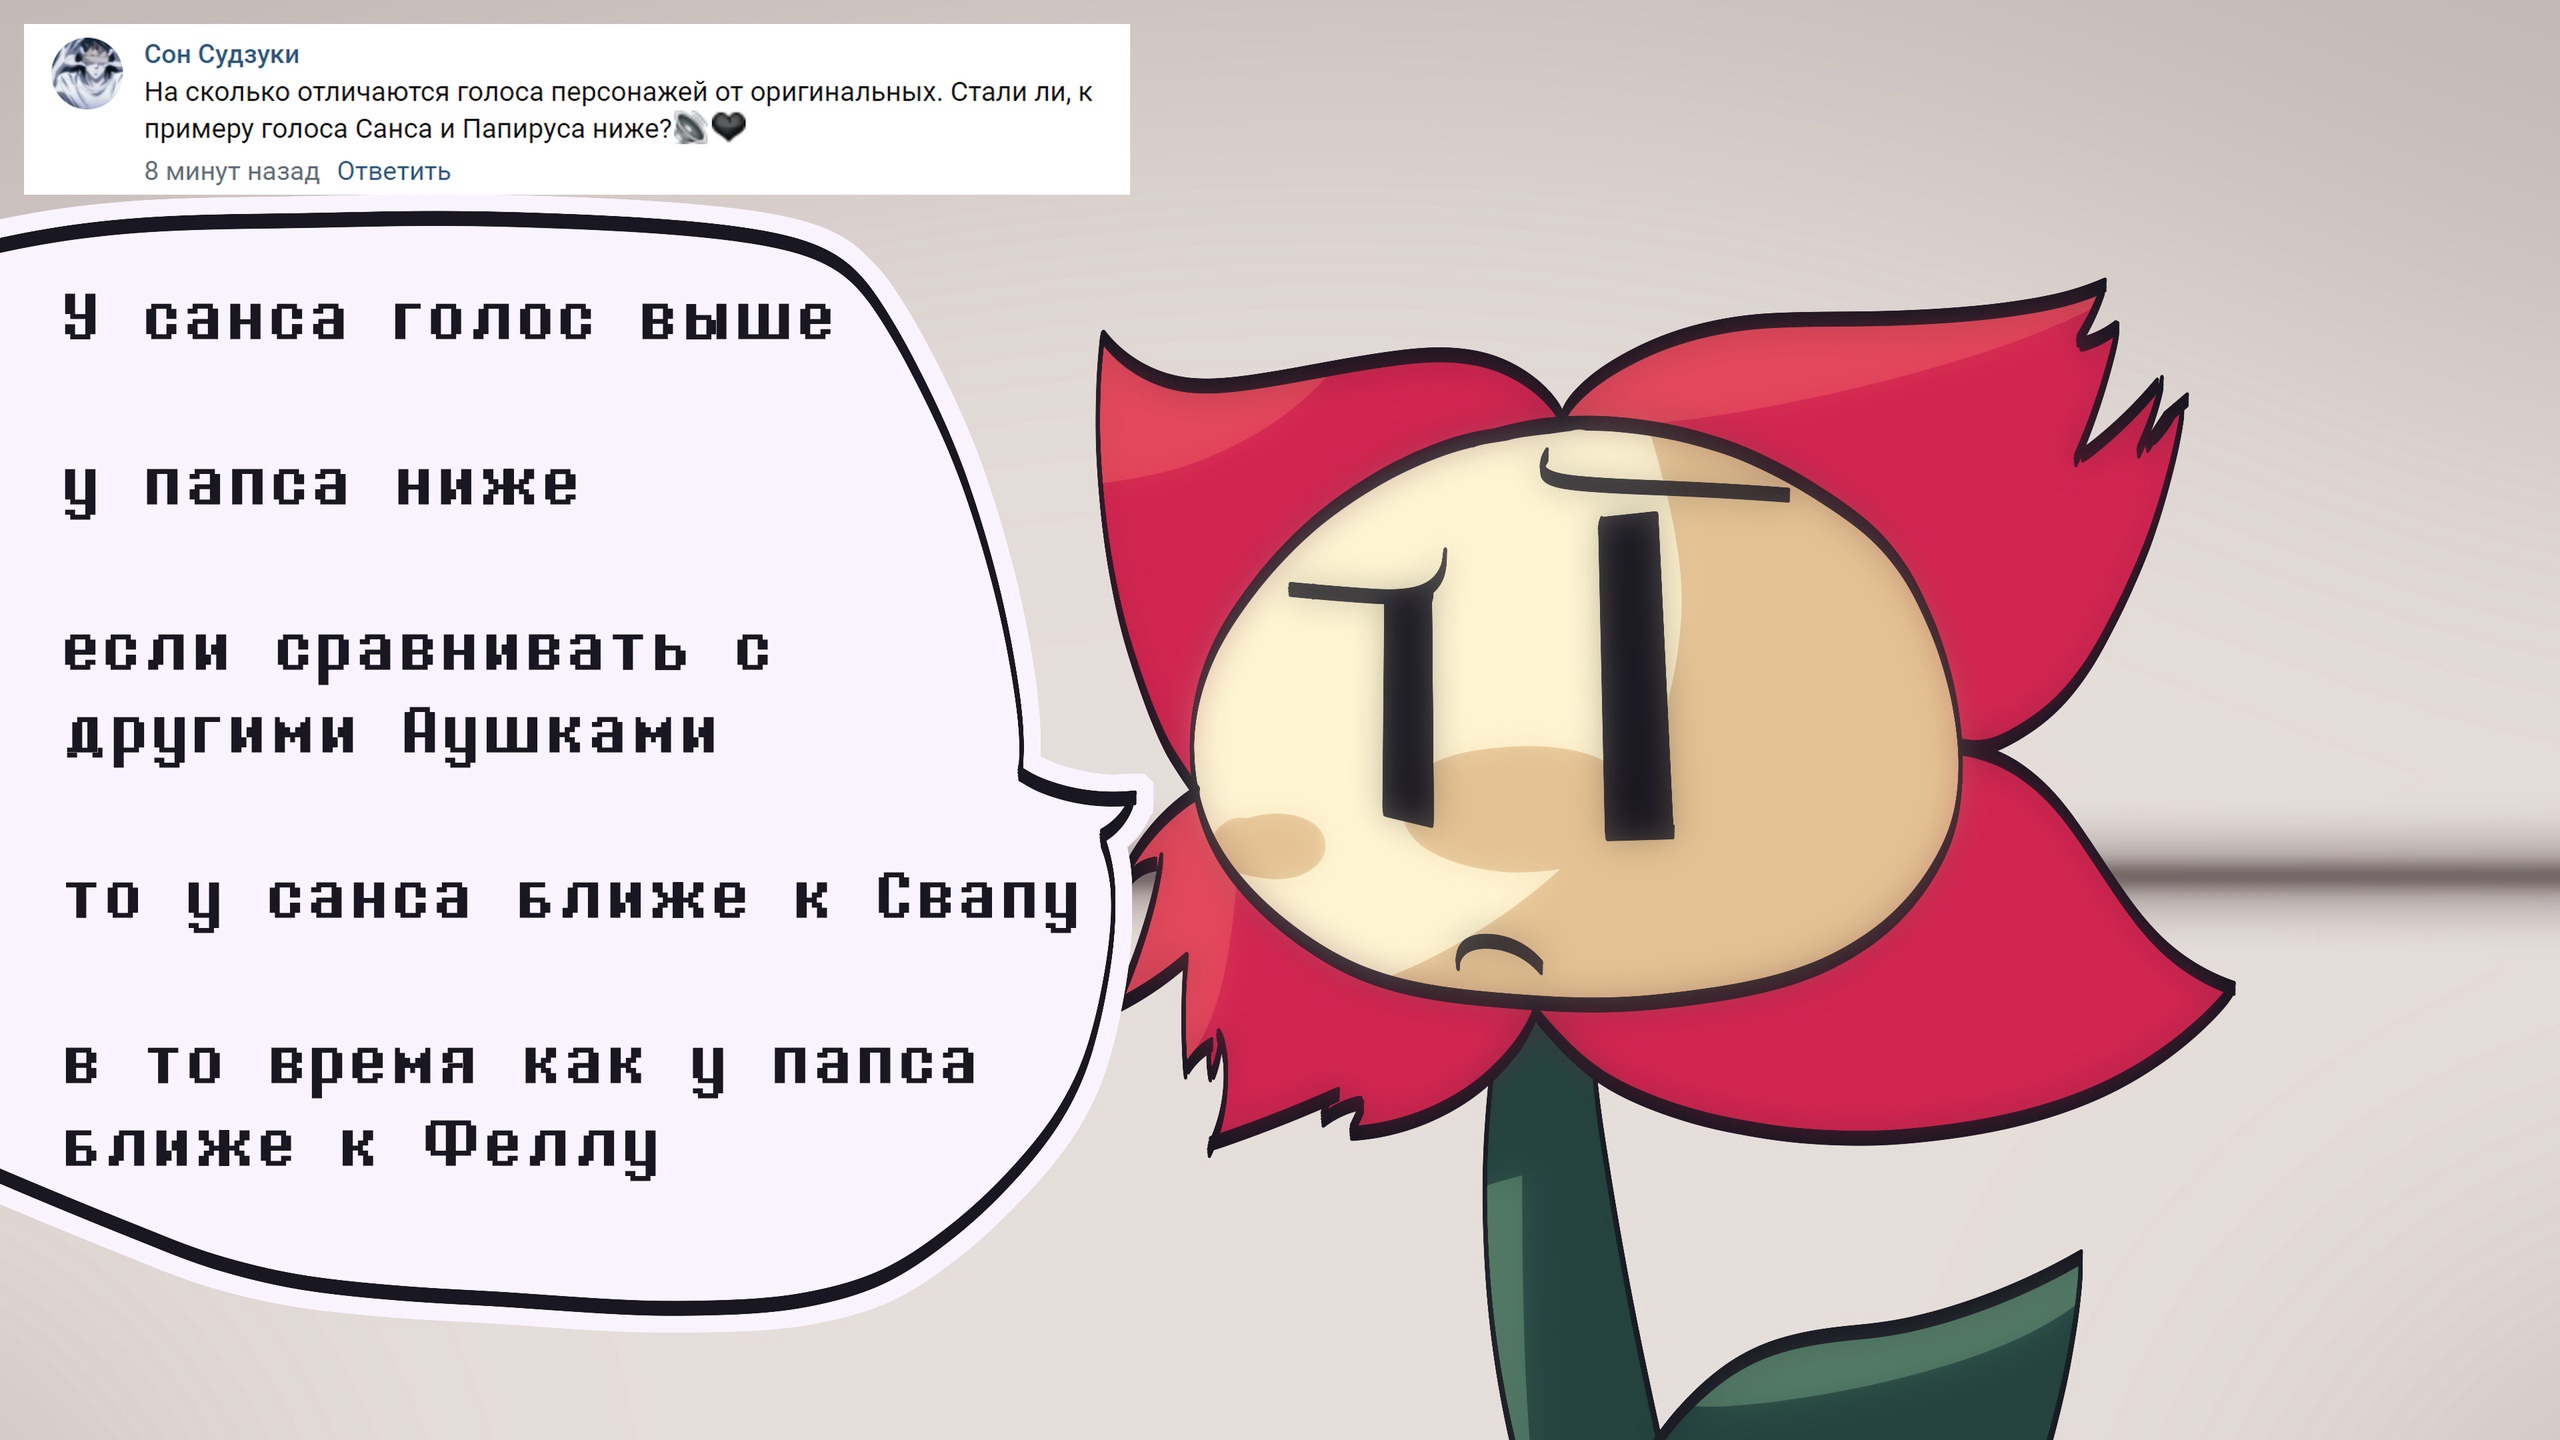 Сон Судзуки
На сколько отличаются голоса персонажей от оригинальных. Стали ли, к
примеру голоса Санса и Папируса ниже?🔊🖤
8 минут назад Ответить
У санса голос выше
у папса ниже
если сравнивать с
другими Аушками
то у санса ближе к Свапу
в то время как у папса
ближе к Феллу